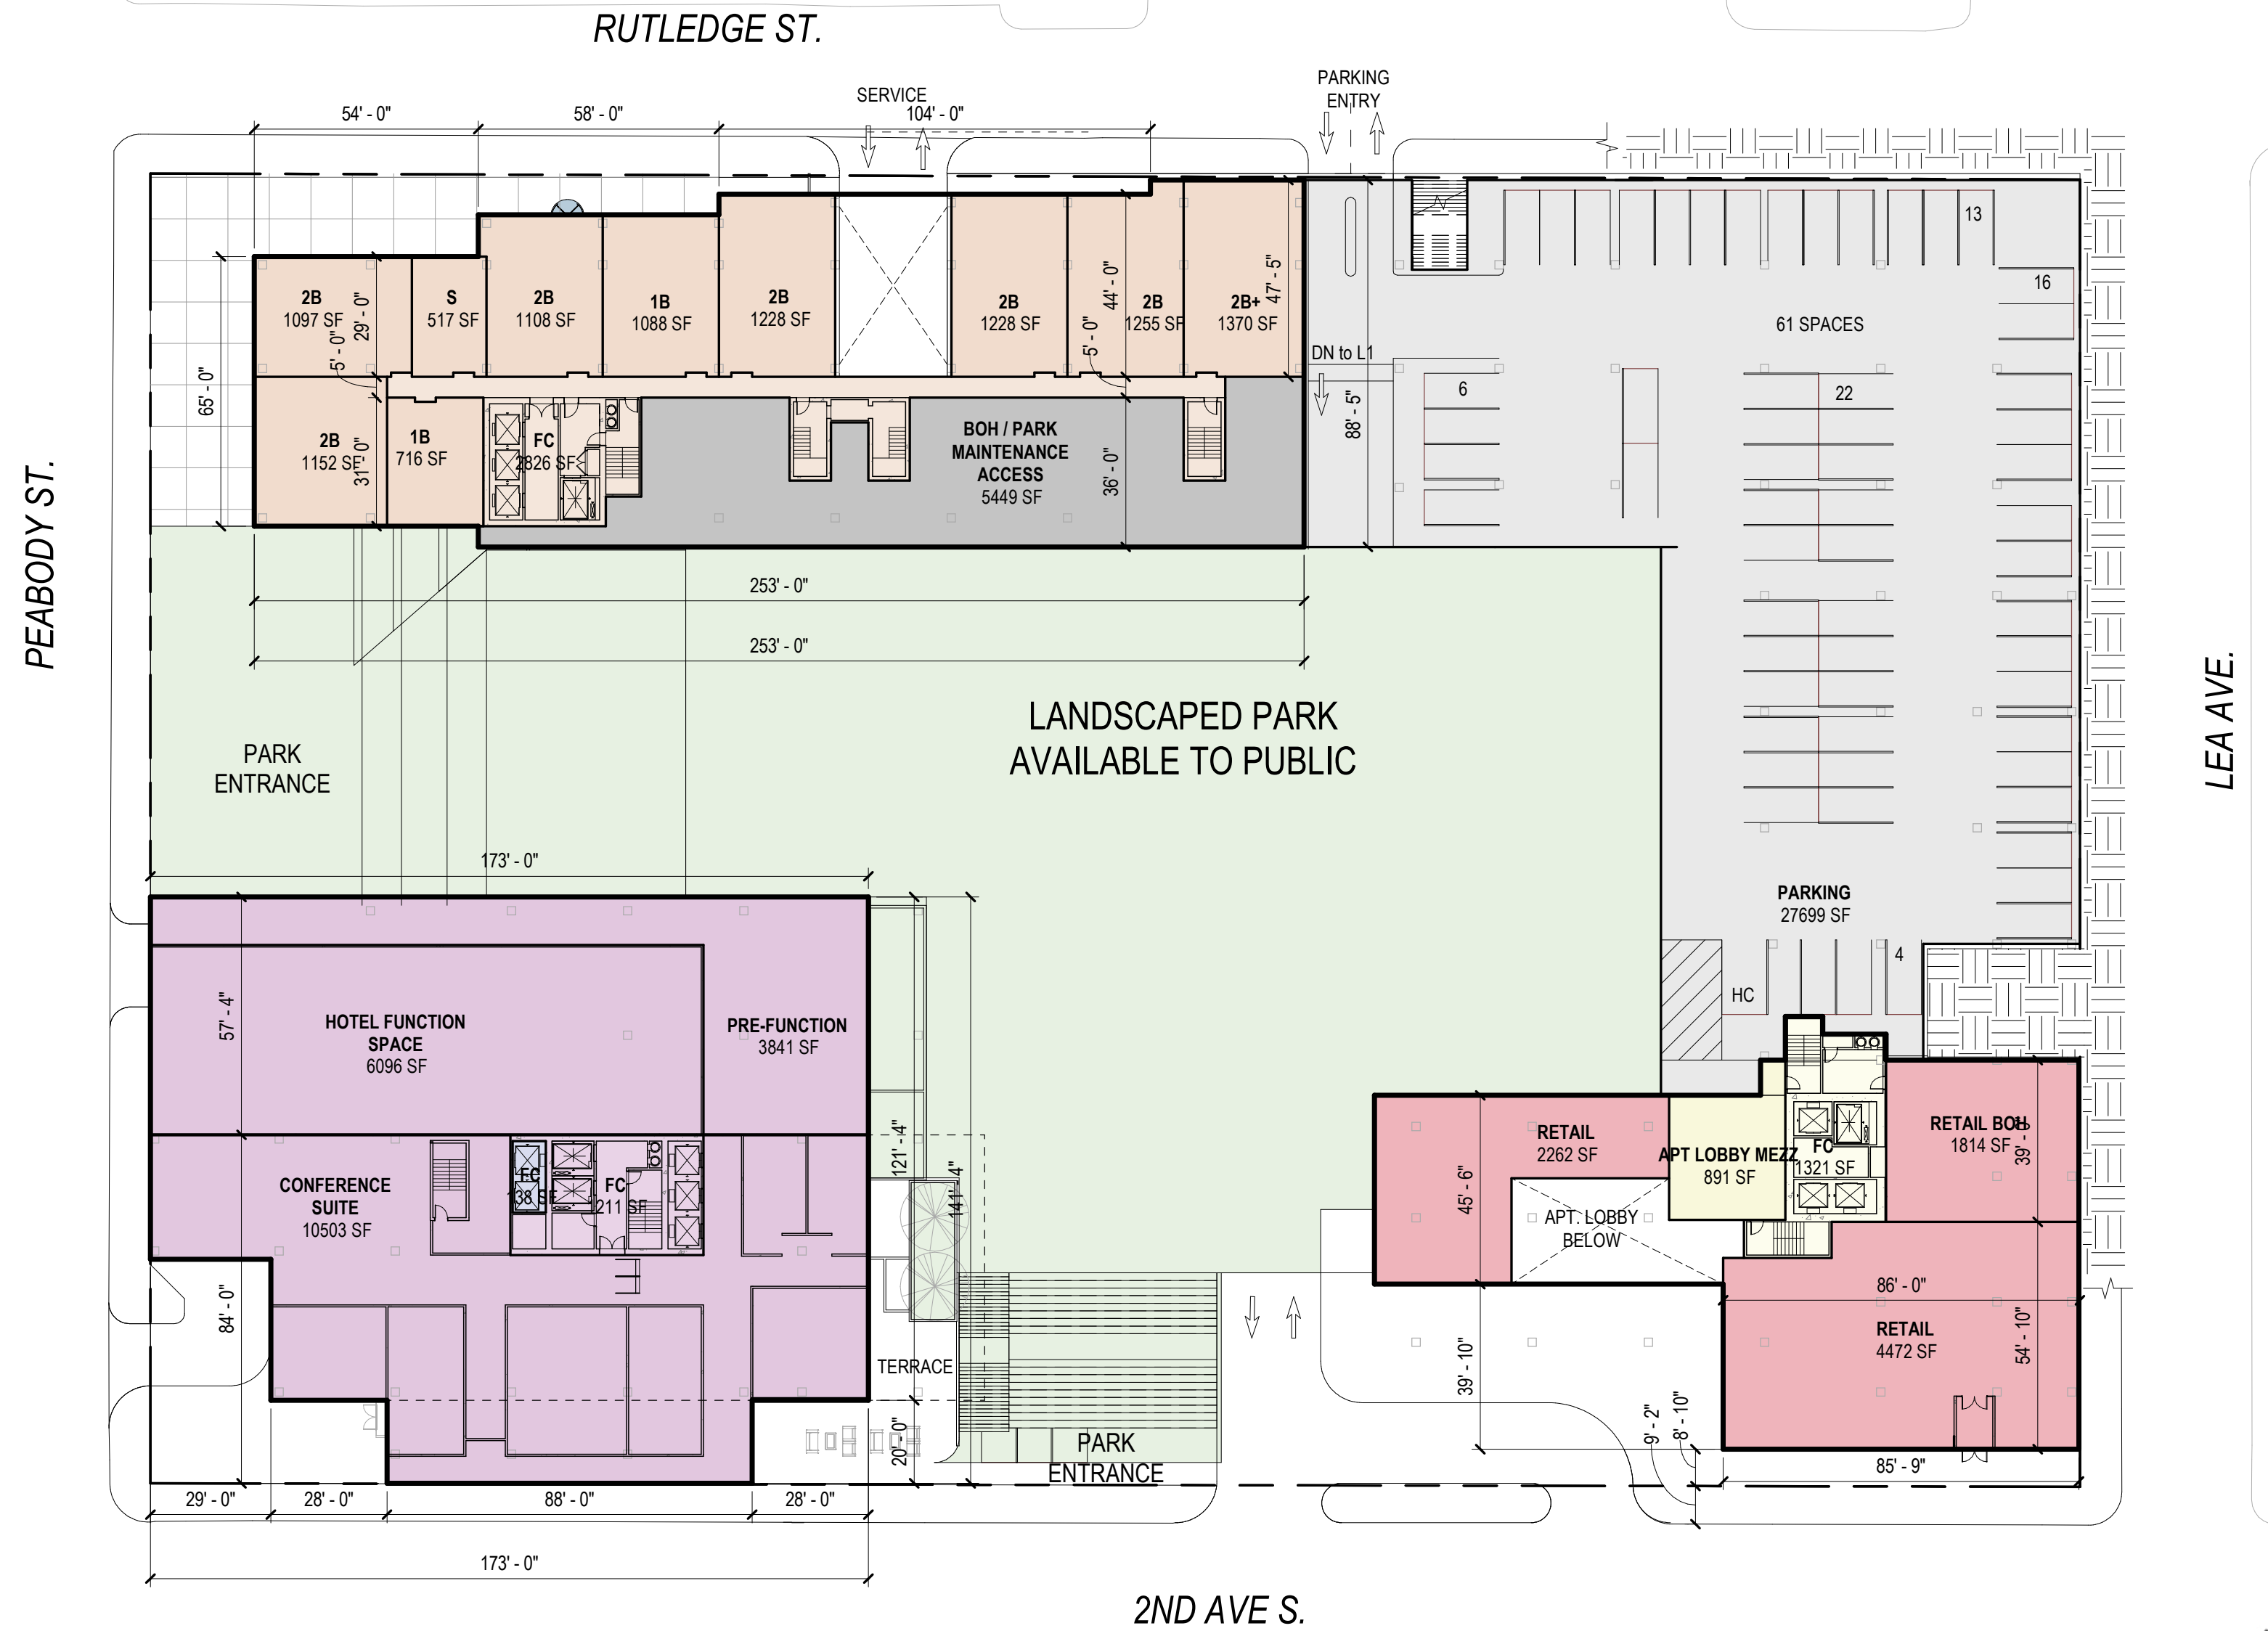 RUTLEDGE ST.
PARKING
ENTRY
SERVICE
54' - 0"
58' - 0"
104' - 0"
13
16
61 SPACES
2B
1097 SF
S
517 SF
2B
1108 SF
1B
1088 SF
2B
1228 SF
2B
1228 SF
2B
1255 SF
2B+
1370 SF
29' - 0"
5' - 0"
44' - 0"
5' - 0"
47' - 5"
DN to L1
65' - 0"
88' - 5"
6
22
2B
1152 SF
31' - 0"
1B
716 SF
FC
2826 SF
BOH / PARK
MAINTENANCE
ACCESS
5449 SF
36' - 0"
PEABODY ST.
LEA AVE.
253' - 0"
253' - 0"
LANDSCAPED PARK
AVAILABLE TO PUBLIC
PARK
ENTRANCE
173' - 0"
PARKING
27699 SF
4
HC
57' - 4"
HOTEL FUNCTION
SPACE
6096 SF
PRE-FUNCTION
3841 SF
121' - 4"
141' - 4"
CONFERENCE
SUITE
10503 SF
FC
FC
84' - 0"
RETAIL
2262 SF
APT LOBBY MEZZ
891 SF
FC
1321 SF
RETAIL BOH
1814 SF
45' - 6"
APT. LOBBY
BELOW
86' - 0"
RETAIL
4472 SF
54' - 10"
39' - 10"
TERRACE
20' - 0"
PARK
ENTRANCE
9' - 2"
8' - 10"
85' - 9"
29' - 0"
28' - 0"
88' - 0"
28' - 0"
173' - 0"
2ND AVE S.